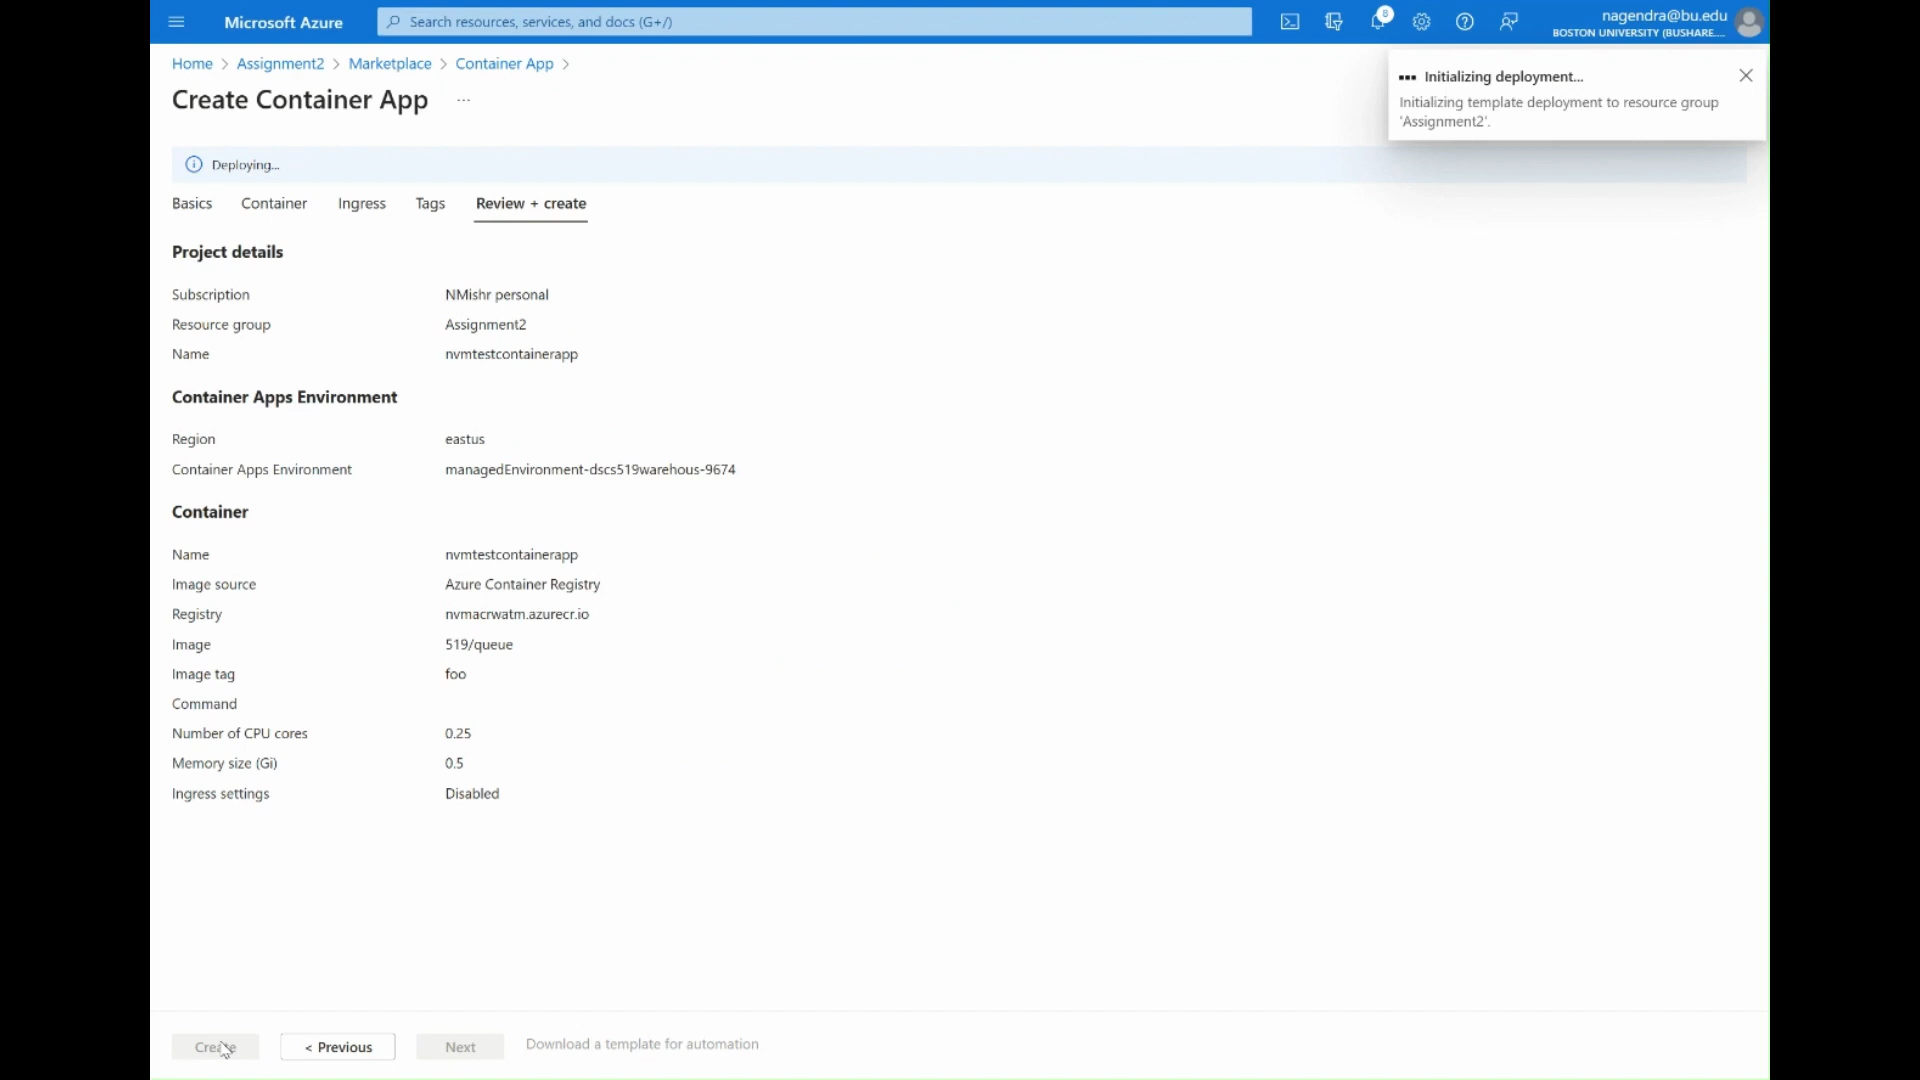 Microsoft Azure
Search resources, services, and docs (G+/)
8
nagendra@bu.edu
BOSTON UNIVERSITY (BUSHARE....
Home > Assignment2 > Marketplace > Container App >
Create Container App ...
Initializing deployment...
Initializing template deployment to resource group
'Assignment2'.
Deploying...
Basics Container Ingress Tags Review + create
Project details
Subscription NMishr personal
Resource group Assignment2
Name nvmtestcontainerapp
Container Apps Environment
Region eastus
Container Apps Environment managedEnvironment-dscs519warehous-9674
Container
Name nvmtestcontainerapp
Image source Azure Container Registry
Registry nvmacrwatm.azurecr.io
Image 519/queue
Image tag foo
Command
Number of CPU cores 0.25
Memory size (Gi) 0.5
Ingress settings Disabled
Create < Previous Next Download a template for automation